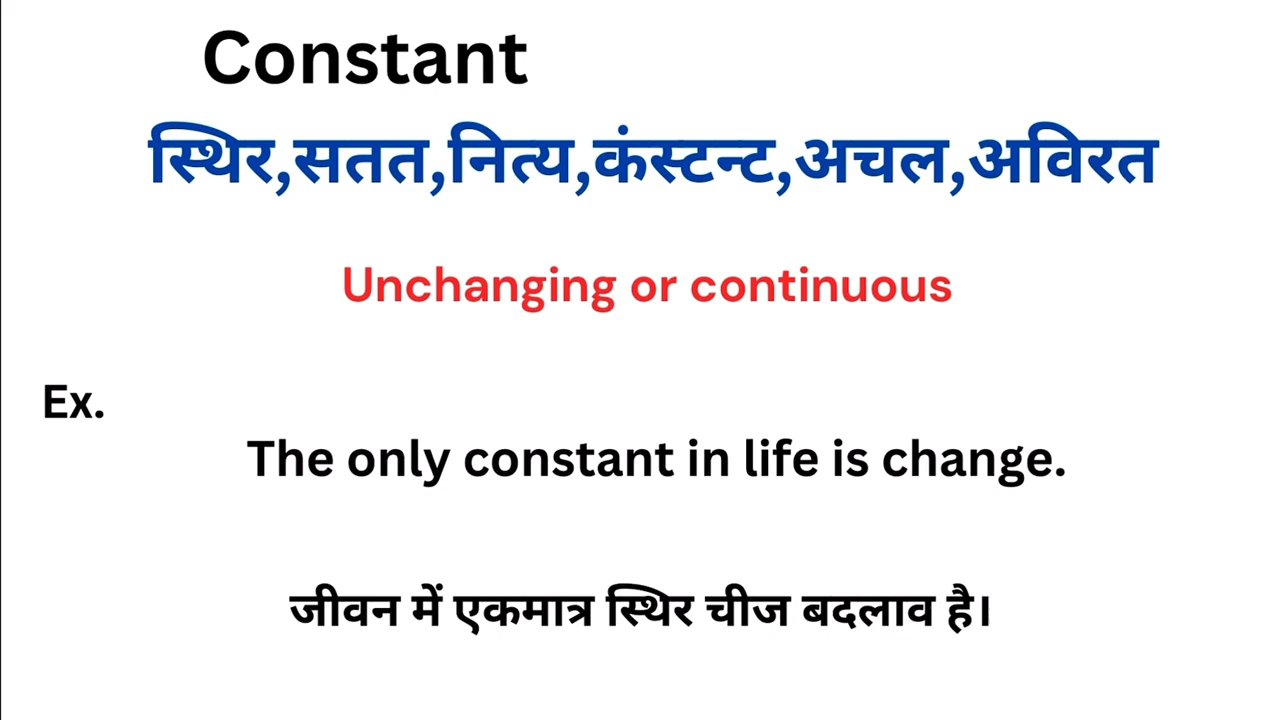 Constant
स्थिर,सतत,नित्य,कंस्टन्ट,अचल,अविरत
Unchanging or continuous
Ex.
The only constant in life is change.
जीवन में एकमात्र स्थिर चीज बदलाव है।